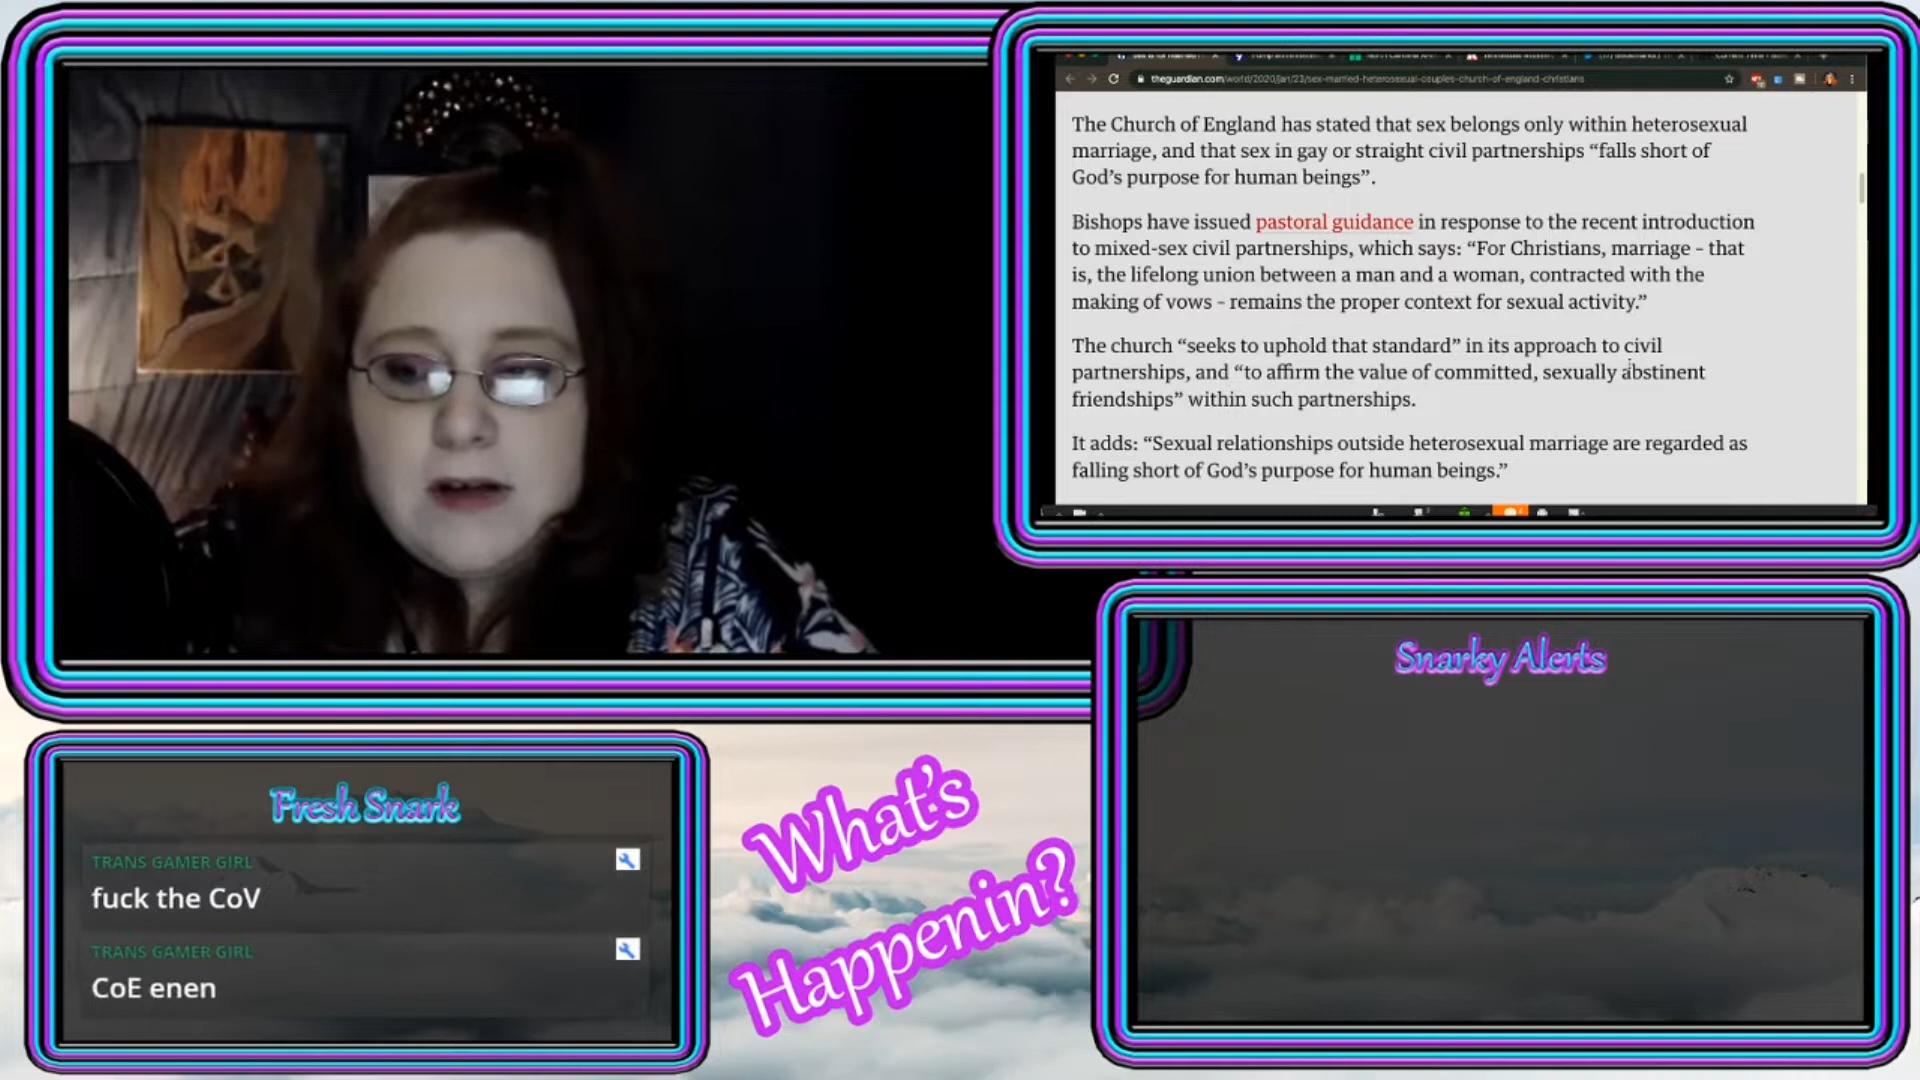 theguardian.com/world/2020/jan/23/sex-married-heterosexual-couples-church-of-england-christians
The Church of England has stated that sex belongs only within heterosexual
marriage, and that sex in gay or straight civil partnerships “falls short of
God’s purpose for human beings”.
Bishops have issued pastoral guidance in response to the recent introduction
to mixed-sex civil partnerships, which says: “For Christians, marriage – that
is, the lifelong union between a man and a woman, contracted with the
making of vows – remains the proper context for sexual activity.”
The church “seeks to uphold that standard” in its approach to civil
partnerships, and “to affirm the value of committed, sexually abstinent
friendships” within such partnerships.
It adds: “Sexual relationships outside heterosexual marriage are regarded as
falling short of God’s purpose for human beings.”
Snarky Alerts
Fresh Snark
TRANS GAMER GIRL
fuck the CoV
TRANS GAMER GIRL
CoE enen
What's
Happenin?